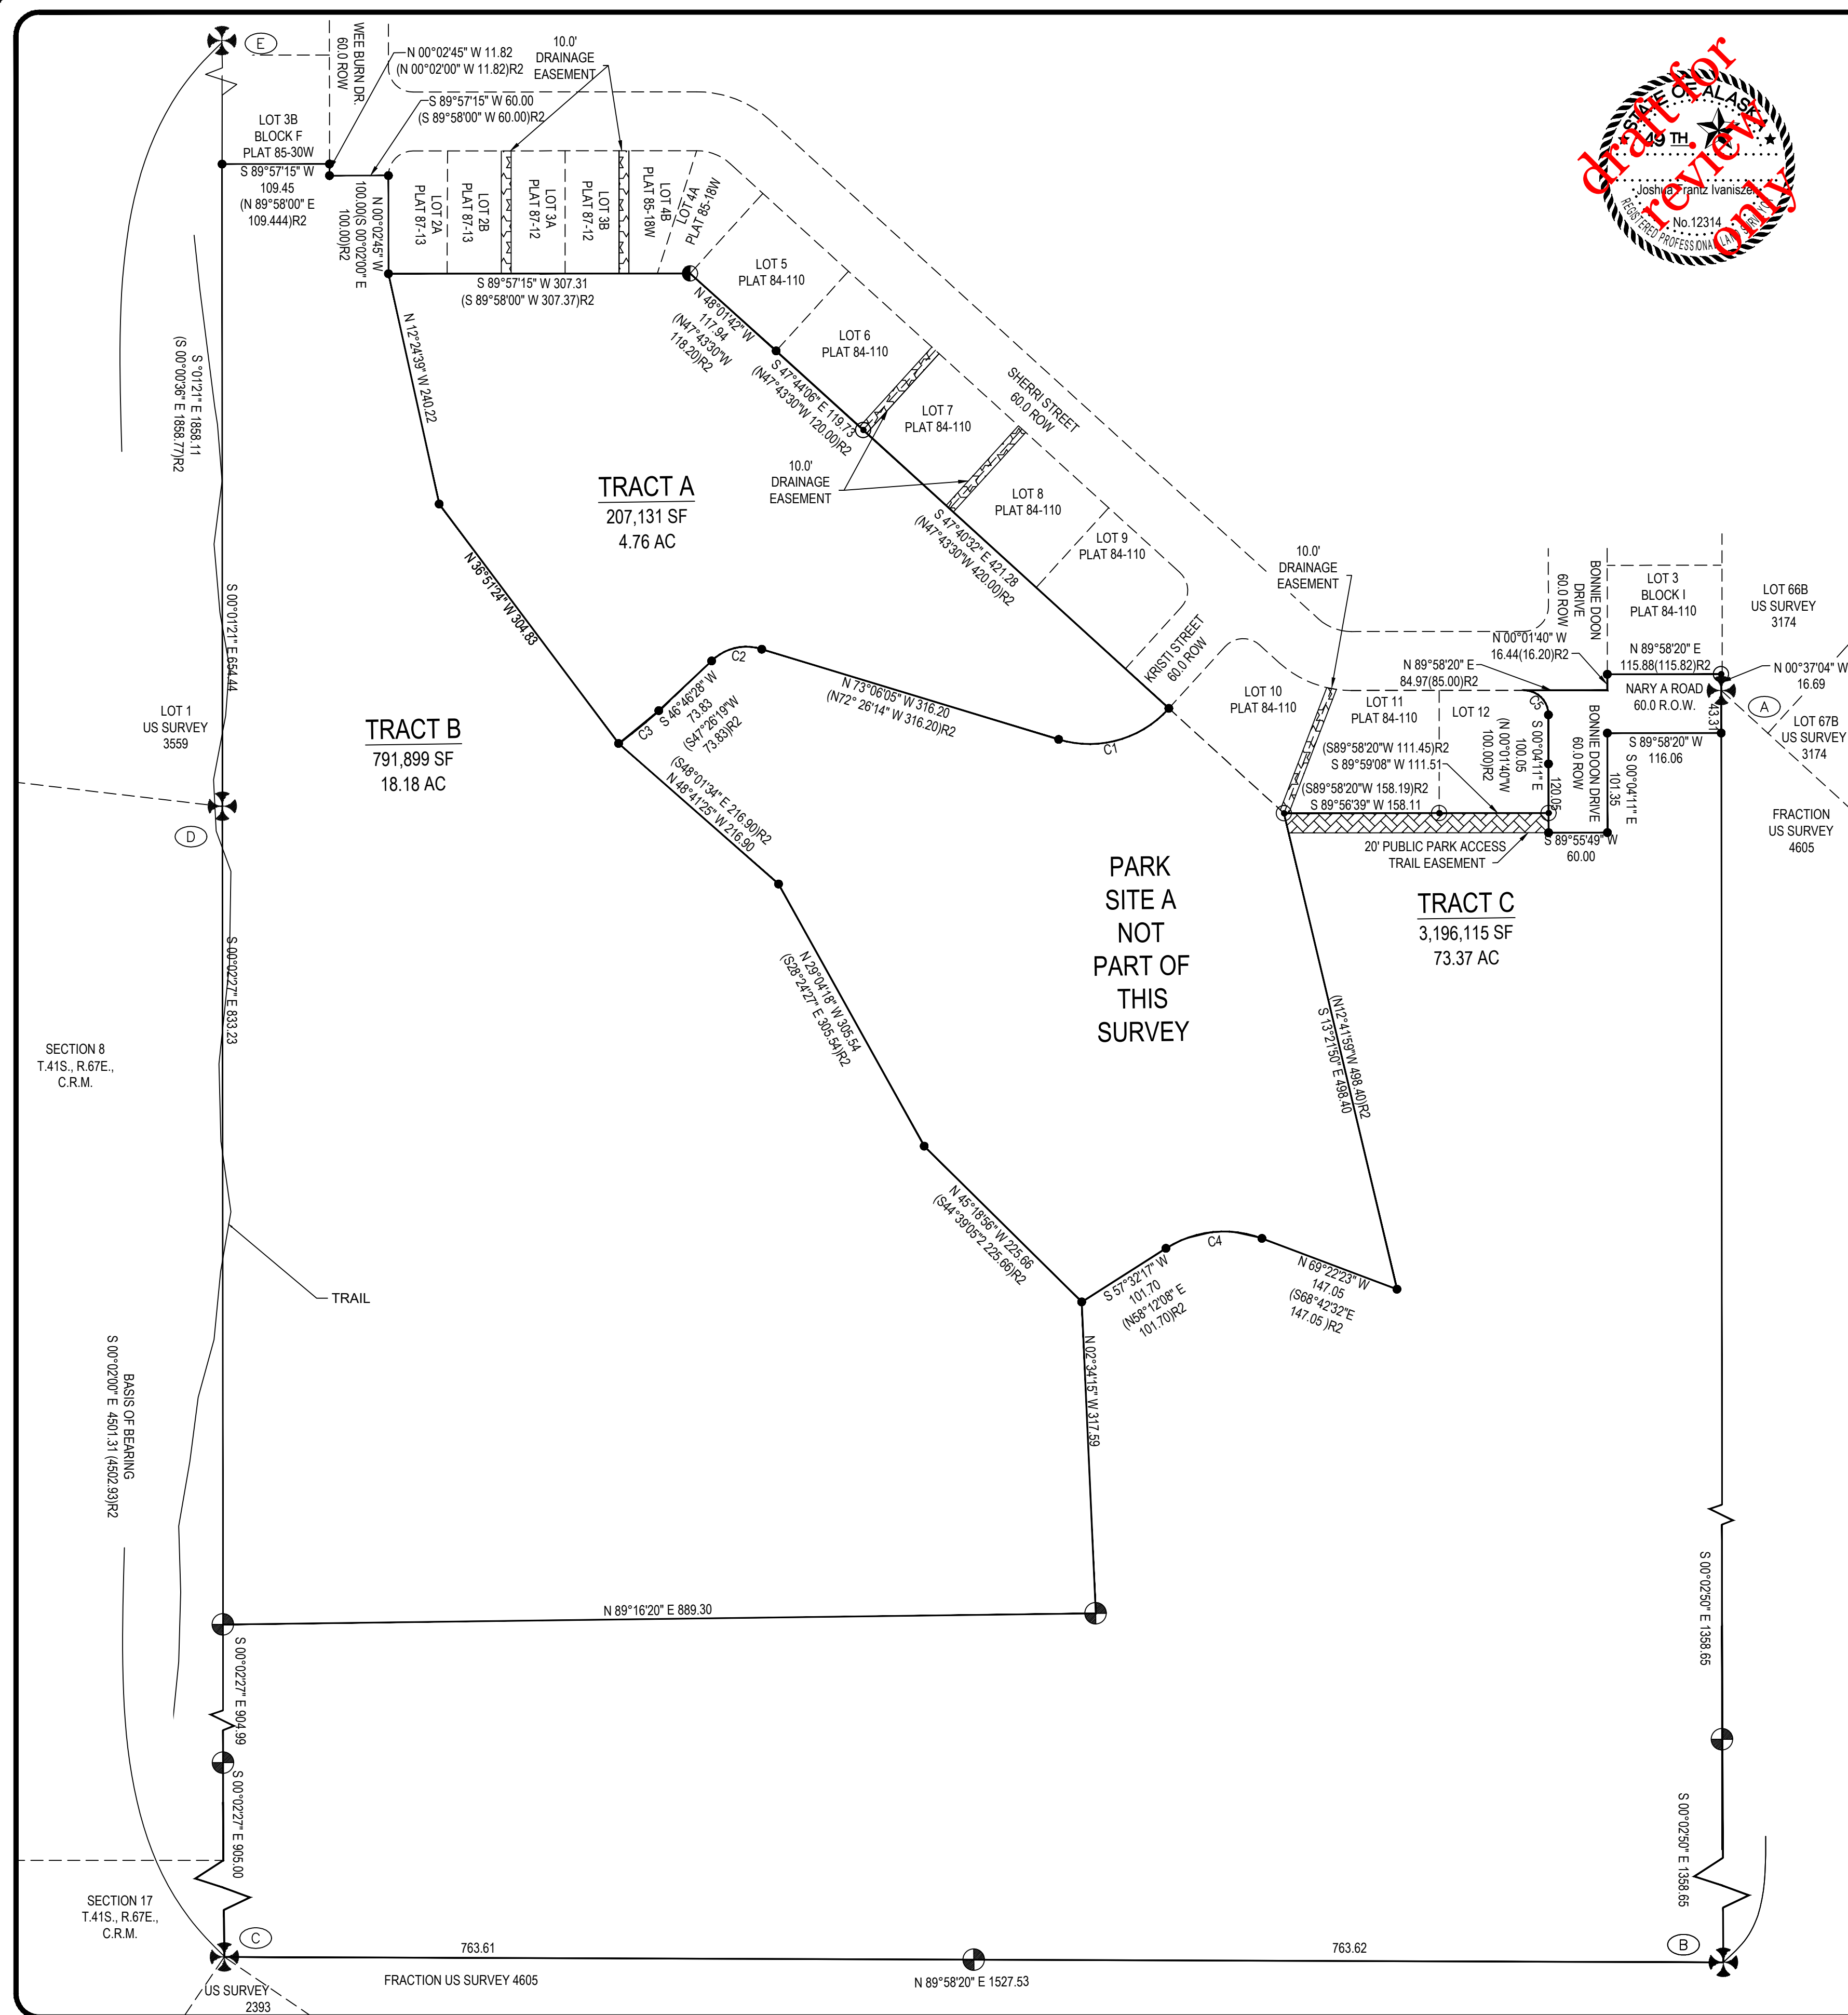 E
WEE BURN DR.
60.0 ROW
N 00°02'45" W 11.82
(N 00°02'00" W 11.82)R2
S 89°57'15" W 60.00
(S 89°58'00" W 60.00)R2
10.0'
DRAINAGE
EASEMENT
LOT 3B
BLOCK F
PLAT 85-30W
S 89°57'15" W
109.45
(N 89°58'00" E
109.444)R2
N 00°02'45" W
100.00(S 00°02'00" E
100.00)R2
LOT 2A
PLAT 87-13
LOT 2B
PLAT 87-13
LOT 3A
PLAT 87-12
LOT 3B
PLAT 87-12
LOT 4B
PLAT 85-18W
LOT 4A
PLAT 85-18W
S 89°57'15" W 307.31
(S 89°58'00" W 307.37)R2
LOT 5
PLAT 84-110
LOT 6
PLAT 84-110
LOT 7
PLAT 84-110
LOT 8
PLAT 84-110
LOT 9
PLAT 84-110
SHERRI STREET
60.0 ROW
N 48°01'42" W
117.94
(N47°43'30"W
118.20)R2
S 47°44'06" E 119.73
(N47°43'30"W 120.00)R2
10.0'
DRAINAGE
EASEMENT
S 47°40'32" E 421.28
(N47°43'30"W 420.00)R2
STATE OF ALASKA
49 TH
Joshua Frantz Ivaniszek
No.12314
REGISTERED PROFESSIONAL LAND SURVEYOR
draft for
review
only
S °01'21" E 1858.11
(S 00°00'36" E 1858.77)R2
N 12°24'39" W 240.22
TRACT A
207,131 SF
4.76 AC
N 36°51'24" W 304.83
S 00°01'21" E 654.44
LOT 1
US SURVEY
3559
TRACT B
791,899 SF
18.18 AC
C2
S 46°46'28" W
73.83
(S47°26'19"W
73.83)R2
C3
N 73°06'05" W 316.20
(N72° 26'14" W 316.20)R2
C1
KRISTI STREET
60.0 ROW
10.0'
DRAINAGE
EASEMENT
LOT 10
PLAT 84-110
LOT 11
PLAT 84-110
LOT 12
BONNIE DOON
DRIVE
60.0 ROW
LOT 3
BLOCK I
PLAT 84-110
LOT 66B
US SURVEY
3174
N 00°01'40" W
16.44(16.20)R2
N 89°58'20" E
84.97(85.00)R2
N 89°58'20" E
115.88(115.82)R2
N 00°37'04" W
16.69
NARY A ROAD
60.0 R.O.W.
A
43.31
LOT 67B
US SURVEY
3174
C5
S 00°04'11" E
100.05
(N 00°01'40"W
100.00)R2
120.05
BONNIE DOON DRIVE
60.0 ROW
S 89°58'20" W
116.06
S 00°04'11" E
101.35
(S89°58'20"W 111.45)R2
S 89°59'08" W 111.51
(S89°58'20"W 158.19)R2
S 89°56'39" W 158.11
20' PUBLIC PARK ACCESS
TRAIL EASEMENT
S 89°55'49" W
60.00
FRACTION
US SURVEY
4605
D
(S48°01'34" E 216.90)R2
N 48°41'25" W 216.90
PARK
SITE A
NOT
PART OF
THIS
SURVEY
TRACT C
3,196,115 SF
73.37 AC
S 00°02'27" E 833.23
N 29°04'18" W 305.54
(S28°24'27" E 305.54)R2
(N12°41'59"W 498.40)R2
S 13°21'50" E 498.40
SECTION 8
T.41S., R.67E.,
C.R.M.
N 45°18'56" W 225.66
(S44°39'05"2 225.66)R2
S 57°32'17" W
101.70
(N58°12'08" E
101.70)R2
C4
N 69°22'23" W
147.05
(S68°42'32"E
147.05 )R2
TRAIL
BASIS OF BEARING
S 00°02'00" E 4501.31 (4502.93)R2
N 02°34'15" W 317.59
N 89°16'20" E 889.30
S 00°02'50" E 1358.65
S 00°02'27" E 904.99
S 00°02'27" E 905.00
S 00°02'50" E 1358.65
SECTION 17
T.41S., R.67E.,
C.R.M.
C
763.61
763.62
B
FRACTION US SURVEY 4605
N 89°58'20" E 1527.53
US SURVEY
2393